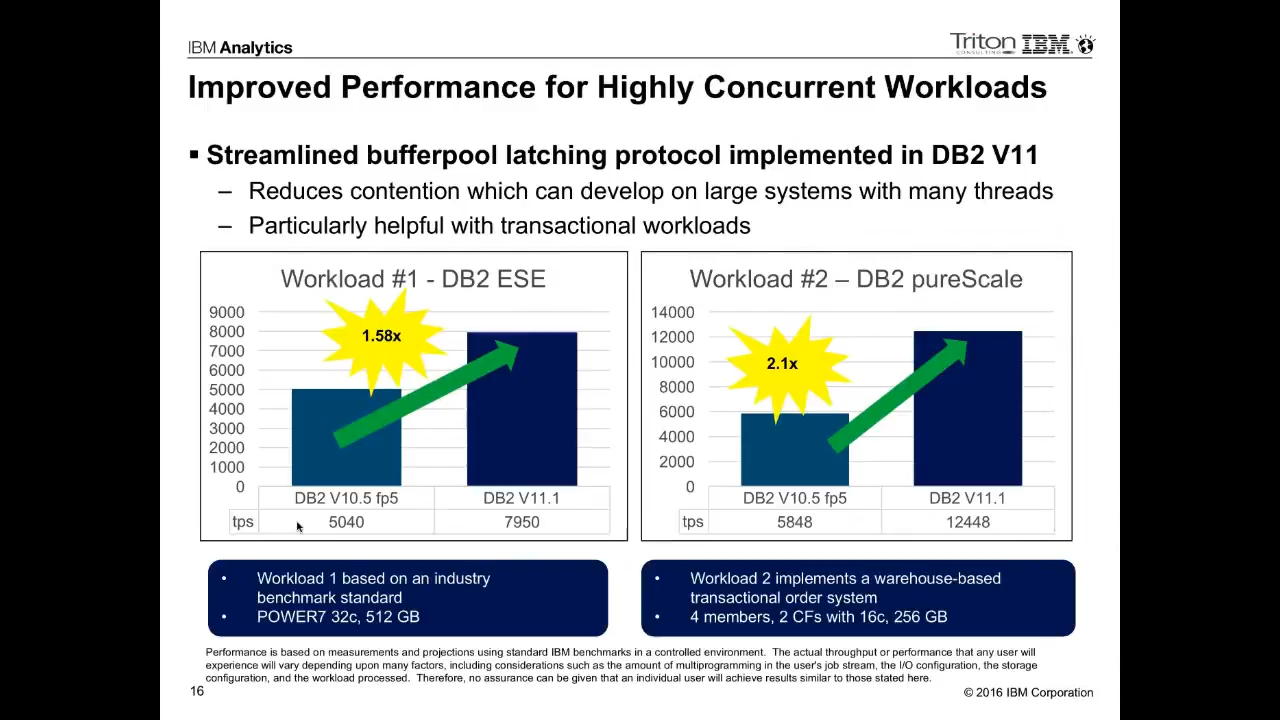 IBM Analytics
Triton
CONSULTING
IBM
Improved Performance for Highly Concurrent Workloads
▪ Streamlined bufferpool latching protocol implemented in DB2 V11
– Reduces contention which can develop on large systems with many threads
– Particularly helpful with transactional workloads
Workload #1 - DB2 ESE
9000
8000
7000
6000
5000
4000
3000
2000
1000
0
1.58x
DB2 V10.5 fp5 DB2 V11.1
tps 5040 7950
Workload #2 – DB2 pureScale
14000
12000
10000
8000
6000
4000
2000
0
2.1x
DB2 V10.5 fp5 DB2 V11.1
tps 5848 12448
• Workload 1 based on an industry
benchmark standard
• POWER7 32c, 512 GB
• Workload 2 implements a warehouse-based
transactional order system
• 4 members, 2 CFs with 16c, 256 GB
Performance is based on measurements and projections using standard IBM benchmarks in a controlled environment. The actual throughput or performance that any user will
experience will vary depending upon many factors, including considerations such as the amount of multiprogramming in the user's job stream, the I/O configuration, the storage
configuration, and the workload processed. Therefore, no assurance can be given that an individual user will achieve results similar to those stated here.
16
© 2016 IBM Corporation